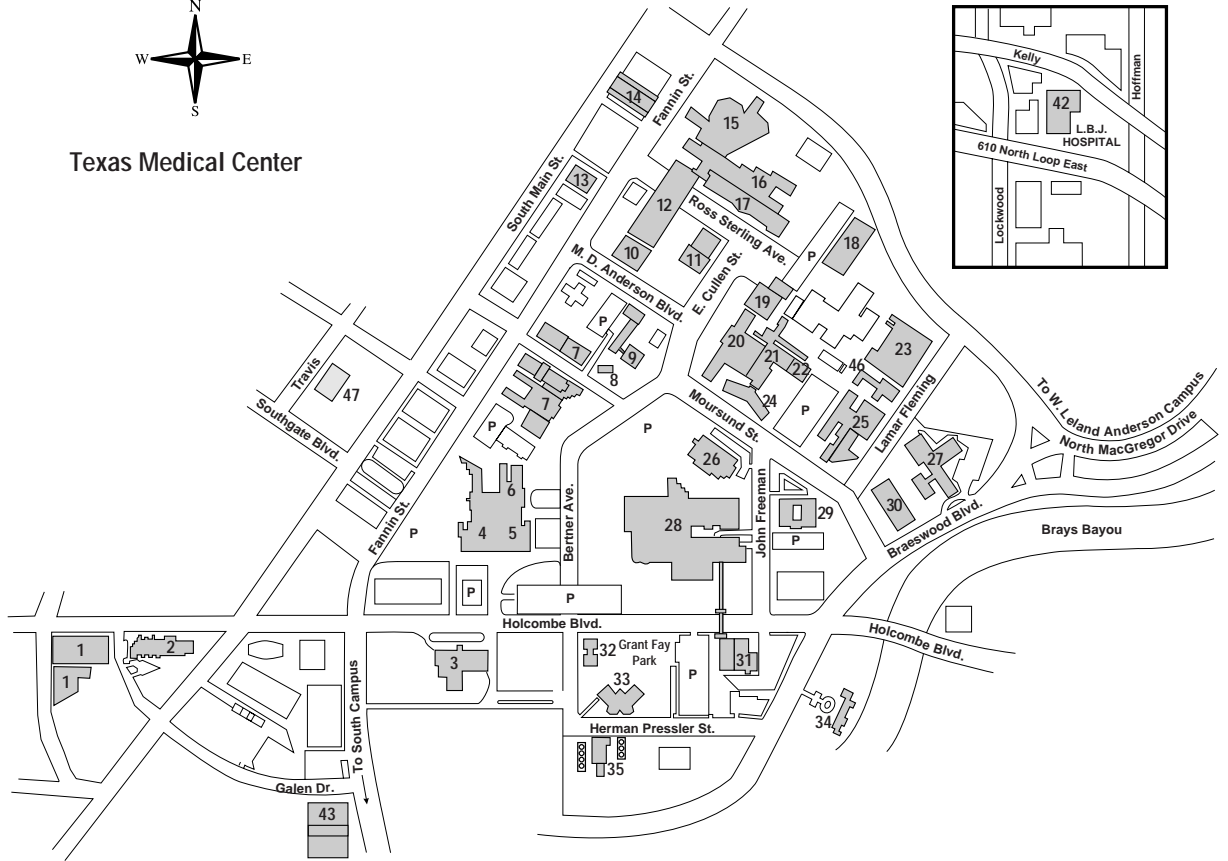 N
W
E
S
Texas Medical Center
Kelly
Hoffman
42
L.B.J.
HOSPITAL
610 North Loop East
Lockwood
14
Fannin St.
15
South Main St.
13
16
17
12
Ross Sterling Ave.
10
11
M. D. Anderson Blvd.
E. Cullen St.
P
18
19
P
7
9
8
20
21
22
46
23
24
Moursund St.
P
25
Lamar Fleming
Travis
47
Southgate Blvd.
7
P
P
26
To W. Leland Anderson Campus
North MacGregor Drive
27
30
Braeswood Blvd.
Brays Bayou
6
4
5
Fannin St.
P
Bertner Ave.
28
John Freeman
29
P
P
P
Holcombe Blvd.
Holcombe Blvd.
1
1
2
3
32
Grant Fay
Park
31
33
P
34
Herman Pressler St.
35
To South Campus
Galen Dr.
43